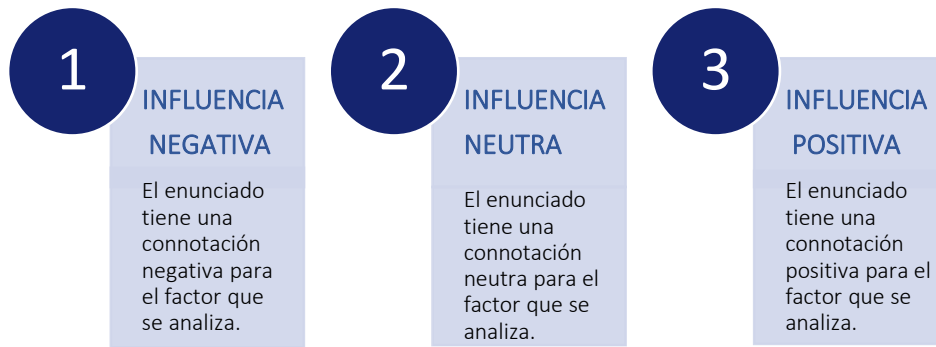 1
INFLUENCIA
NEGATIVA
El enunciado
tiene una
connotación
negativa para
el factor que
se analiza.
2
INFLUENCIA
NEUTRA
El enunciado
tiene una
connotación
neutra para el
factor que se
analiza.
3
INFLUENCIA
POSITIVA
El enunciado
tiene una
connotación
positiva para el
factor que se
analiza.